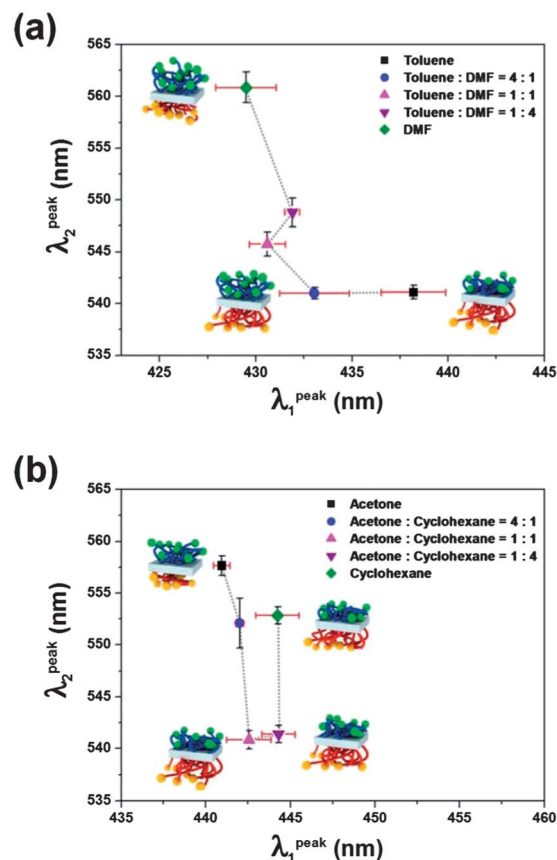 (a)
565
560
555
550
545
540
535
λ₂ᵖᵉᵃᵏ (nm)
Toluene
Toluene : DMF = 4 : 1
Toluene : DMF = 1 : 1
Toluene : DMF = 1 : 4
DMF
425 430 435 440 445
λ₁ᵖᵉᵃᵏ (nm)
(b)
565
560
555
550
545
540
535
λ₂ᵖᵉᵃᵏ (nm)
Acetone
Acetone : Cyclohexane = 4 : 1
Acetone : Cyclohexane = 1 : 1
Acetone : Cyclohexane = 1 : 4
Cyclohexane
435 440 445 450 455 460
λ₁ᵖᵉᵃᵏ (nm)